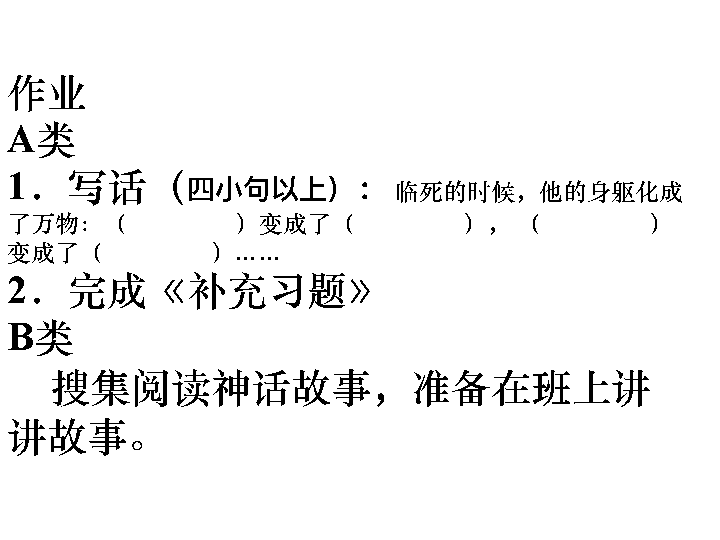 作业
A类
1．写话（四小句以上）：临死的时候，他的身躯化成
了万物：（　　　　　）变成了（　　　　　），（　　　　　）
变成了（　　　　　）……
2．完成《补充习题》
B类
搜集阅读神话故事，准备在班上讲
讲故事。